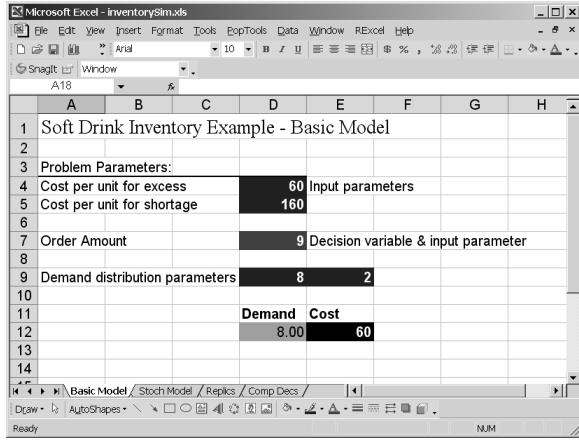 Microsoft Excel - inventorySim.xls
File Edit View Insert Format Tools PopTools Data Window RExcel Help
Arial 10 B I U $ % ,
SnagIt Window
A18 fx
A B C D E F G H
1 Soft Drink Inventory Example - Basic Model
2
3 Problem Parameters:
4 Cost per unit for excess 60 Input parameters
5 Cost per unit for shortage 160
6
7 Order Amount 9 Decision variable & input parameter
8
9 Demand distribution parameters 8 2
10
11 Demand Cost
12 8.00 60
13
14
Basic Model / Stoch Model / Replics / Comp Decs /
Draw AutoShapes
Ready NUM